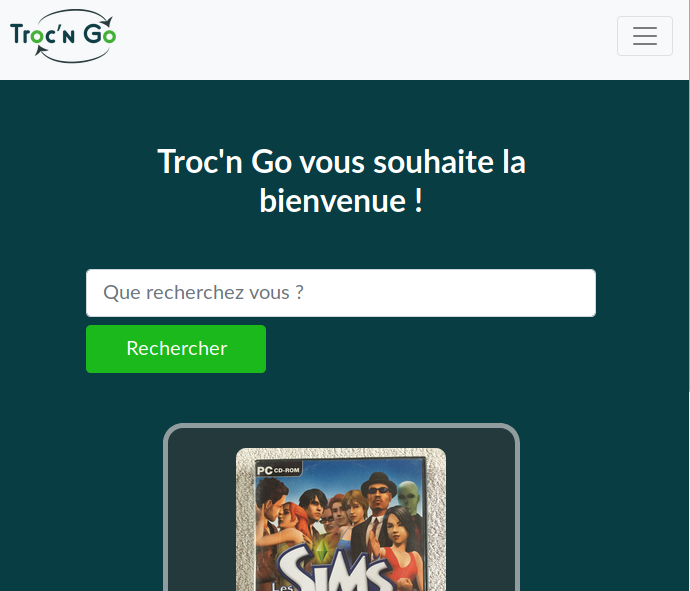 Troc'n Go
Troc'n Go vous souhaite la
bienvenue !
Que recherchez vous ?
Rechercher
PC CD-ROM
Les
SIMS